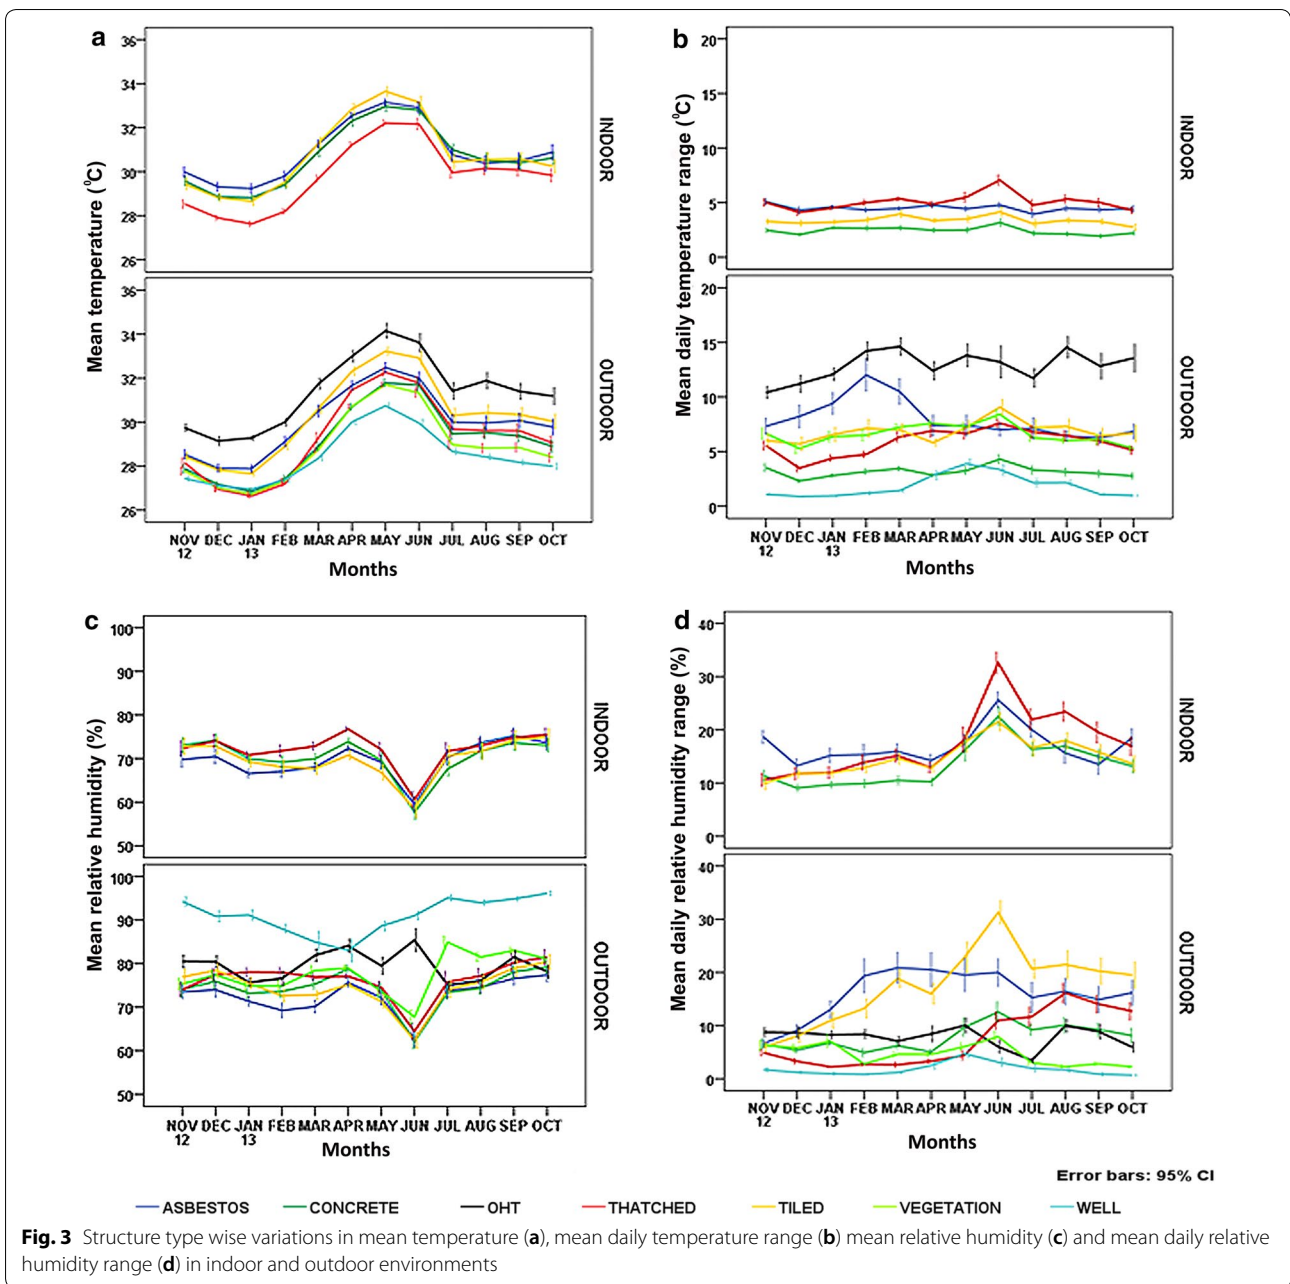 a
36
34
32
30
28
26
INDOOR
36
34
32
30
28
26
OUTDOOR
Mean temperature (⁰C)
NOV DEC JAN FEB MAR APR MAY JUN JUL AUG SEP OCT
12 13
Months
b
20
15
10
5
0
INDOOR
20
15
10
5
0
OUTDOOR
Mean daily temperature range (⁰C)
NOV DEC JAN FEB MAR APR MAY JUN JUL AUG SEP OCT
12 13
Months
c
100
90
80
70
60
50
INDOOR
100
90
80
70
60
50
OUTDOOR
Mean relative humidity (%)
NOV DEC JAN FEB MAR APR MAY JUN JUL AUG SEP OCT
12 13
Months
d
40
30
20
10
0
INDOOR
40
30
20
10
0
OUTDOOR
Mean daily relative humidity range (%)
NOV DEC JAN FEB MAR APR MAY JUN JUL AUG SEP OCT
12 13
Months
Error bars: 95% CI
ASBESTOS CONCRETE OHT THATCHED TILED VEGETATION WELL
Fig. 3 Structure type wise variations in mean temperature (a), mean daily temperature range (b) mean relative humidity (c) and mean daily relative
humidity range (d) in indoor and outdoor environments